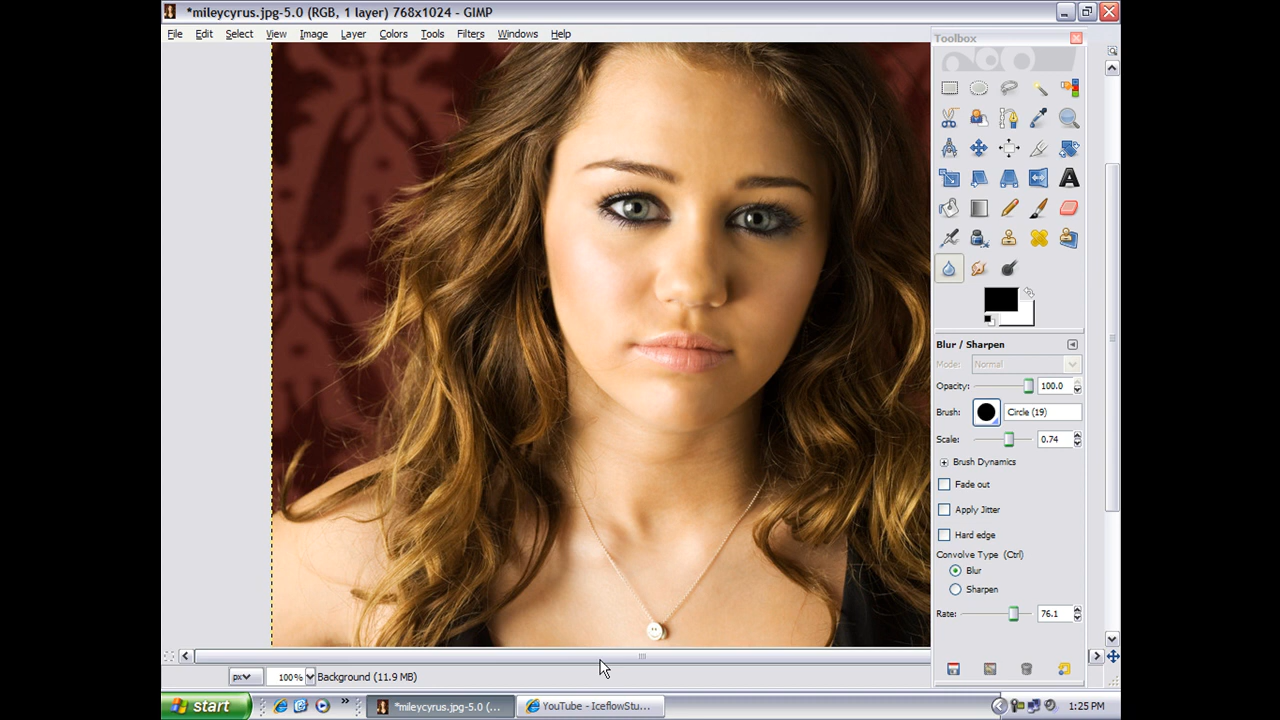 *mileycyrus.jpg-5.0 (RGB, 1 layer) 768x1024 - GIMP
File Edit Select View Image Layer Colors Tools Filters Windows Help
Toolbox
Blur / Sharpen
Mode: Normal
Opacity: 100.0
Brush: Circle (19)
Scale: 0.74
Brush Dynamics
Fade out
Apply Jitter
Hard edge
Convolve Type (Ctrl)
Blur
Sharpen
Rate: 76.1
px 100% Background (11.9 MB)
start *mileycyrus.jpg-5.0 (... YouTube - IceflowStu... 1:25 PM